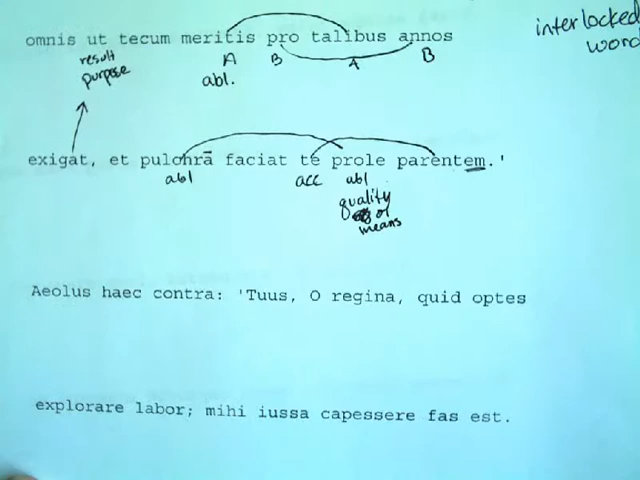 omnis ut tecum meritis pro talibus annos
interlocked
word
result
purpose
A B A B
abl.
exigat, et pulchrā faciat te prole parentem.'
abl acc abl
quality
or
means
Aeolus haec contra: 'Tuus, O regina, quid optes
explorare labor; mihi iussa capessere fas est.